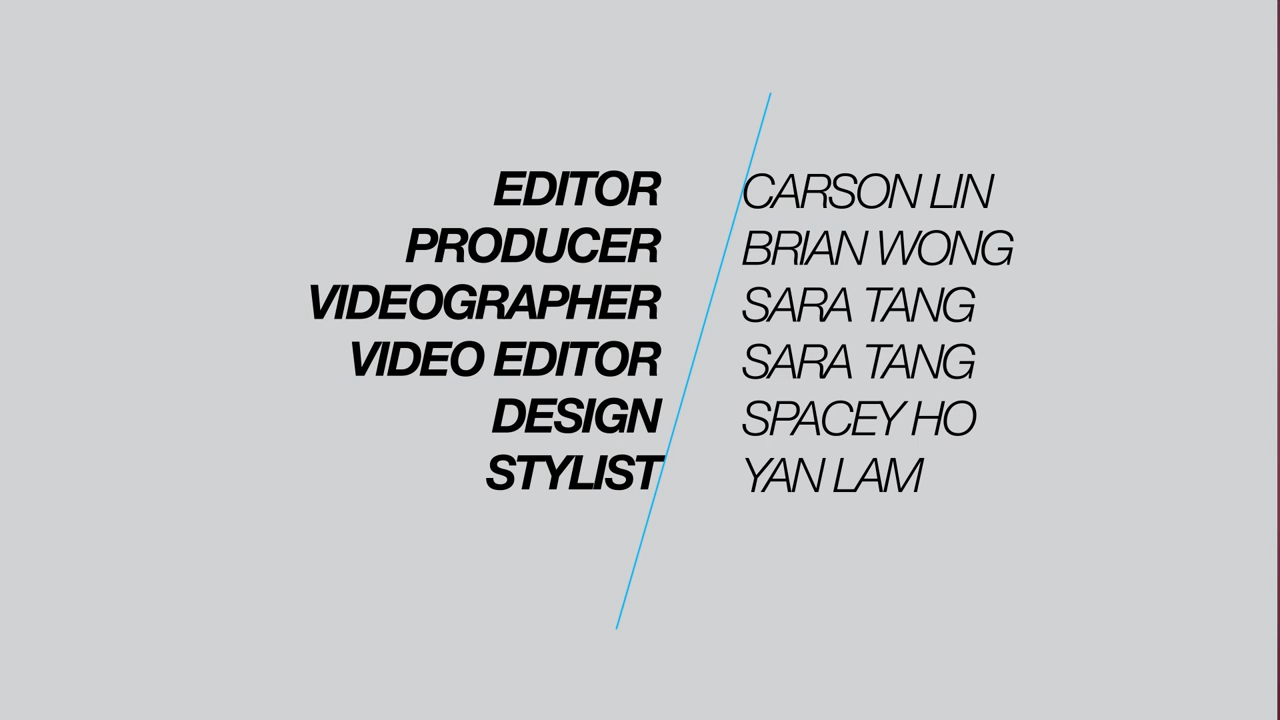 EDITOR CARSON LIN
PRODUCER BRIAN WONG
VIDEOGRAPHER SARA TANG
VIDEO EDITOR SARA TANG
DESIGN SPACEY HO
STYLIST YAN LAM